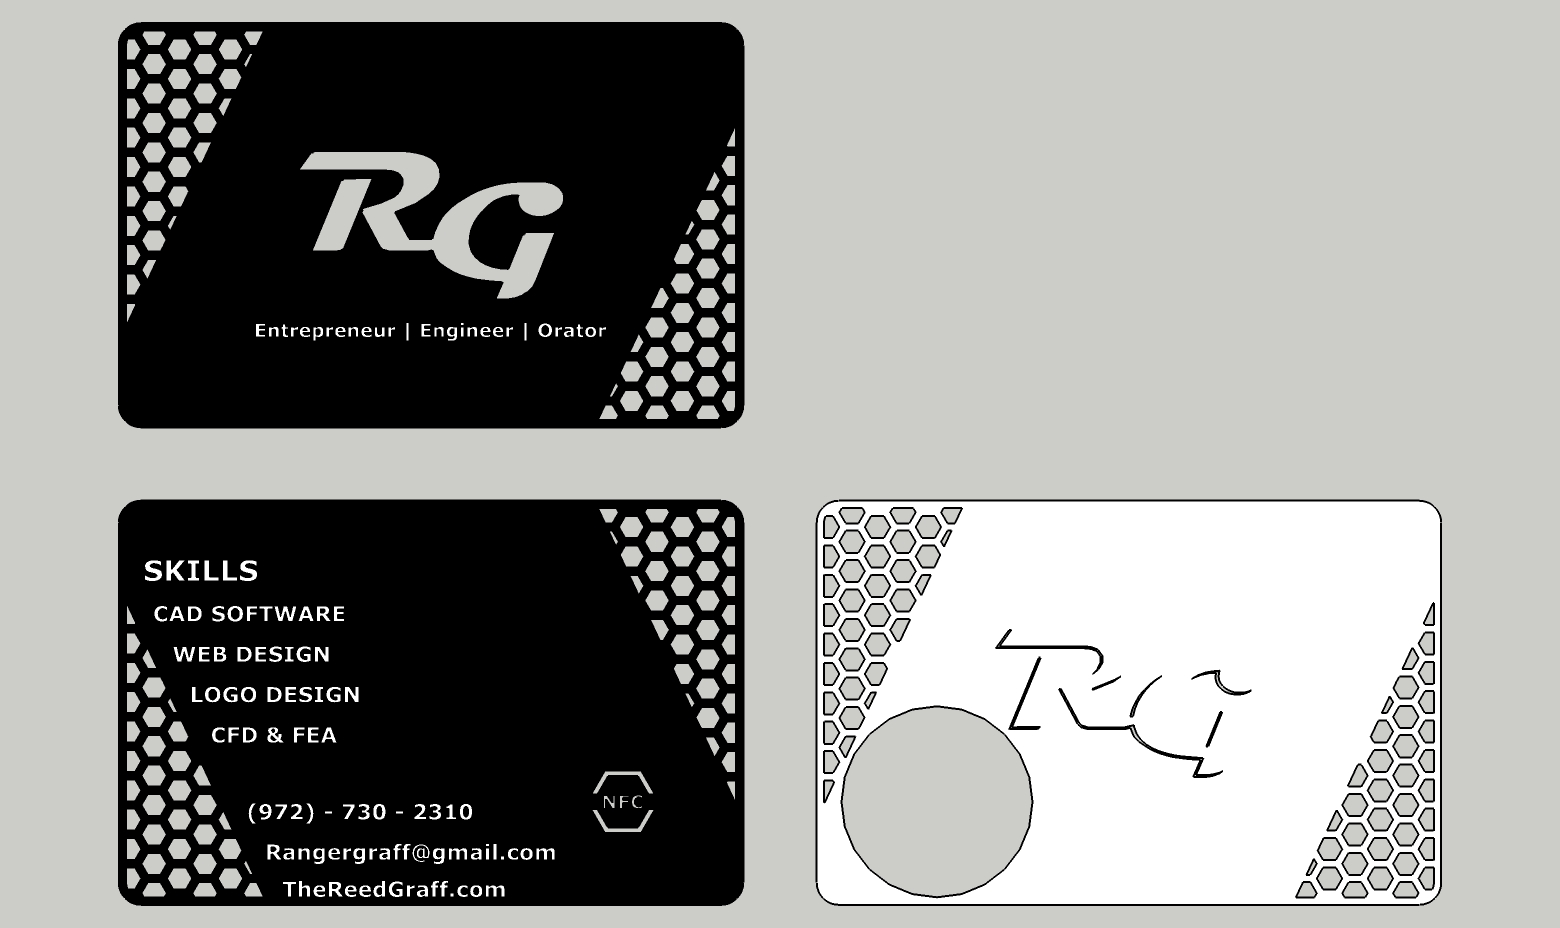 RG
Entrepreneur | Engineer | Orator
SKILLS
CAD SOFTWARE
WEB DESIGN
LOGO DESIGN
CFD & FEA
NFC
(972) - 730 - 2310
Rangergraff@gmail.com
TheReedGraff.com
RG